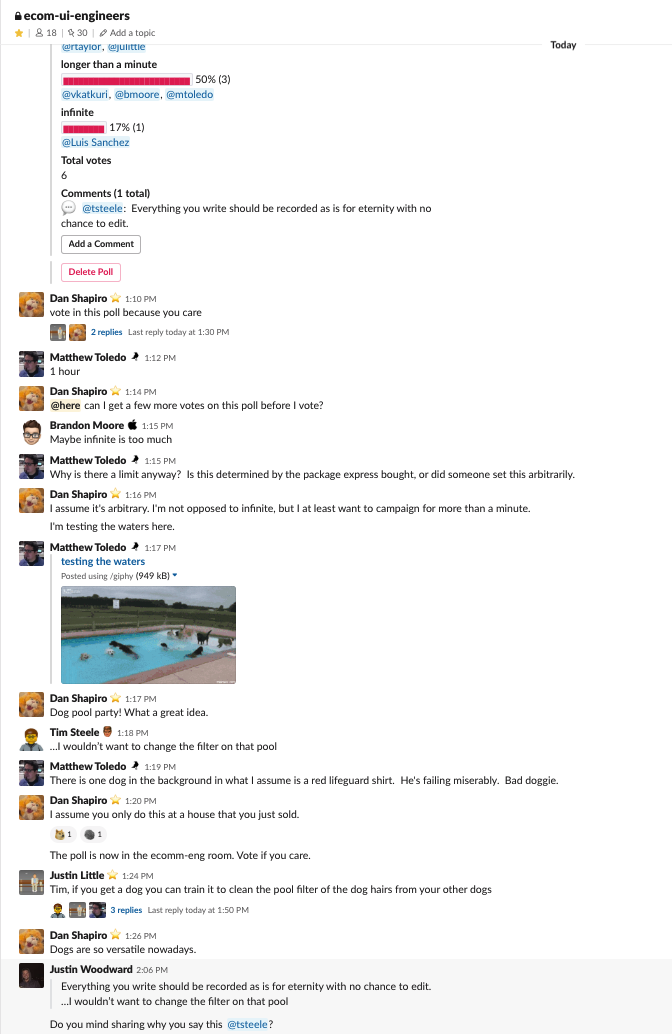 ecom-ui-engineers
18 | 30 | Add a topic
Today
@rtaylor, @julittle
longer than a minute
50% (3)
@vkatkuri, @bmoore, @mtoledo
infinite
17% (1)
@Luis Sanchez
Total votes
6
Comments (1 total)
@tsteele: Everything you write should be recorded as is for eternity with no
chance to edit.
Add a Comment
Delete Poll
Dan Shapiro 1:10 PM
vote in this poll because you care
2 replies Last reply today at 1:30 PM
Matthew Toledo 1:12 PM
1 hour
Dan Shapiro 1:14 PM
@here can I get a few more votes on this poll before I vote?
Brandon Moore 1:15 PM
Maybe infinite is too much
Matthew Toledo 1:15 PM
Why is there a limit anyway? Is this determined by the package express bought, or did someone set this arbitrarily.
Dan Shapiro 1:16 PM
I assume it's arbitrary. I'm not opposed to infinite, but I at least want to campaign for more than a minute.
I'm testing the waters here.
Matthew Toledo 1:17 PM
testing the waters
Posted using /giphy (949 kB)
Dan Shapiro 1:17 PM
Dog pool party! What a great idea.
Tim Steele 1:18 PM
...I wouldn't want to change the filter on that pool
Matthew Toledo 1:19 PM
There is one dog in the background in what I assume is a red lifeguard shirt. He's failing miserably. Bad doggie.
Dan Shapiro 1:20 PM
I assume you only do this at a house that you just sold.
1 1
The poll is now in the ecomm-eng room. Vote if you care.
Justin Little 1:24 PM
Tim, if you get a dog you can train it to clean the pool filter of the dog hairs from your other dogs
3 replies Last reply today at 1:50 PM
Dan Shapiro 1:26 PM
Dogs are so versatile nowadays.
Justin Woodward 2:06 PM
Everything you write should be recorded as is for eternity with no chance to edit.
...I wouldn't want to change the filter on that pool
Do you mind sharing why you say this @tsteele?